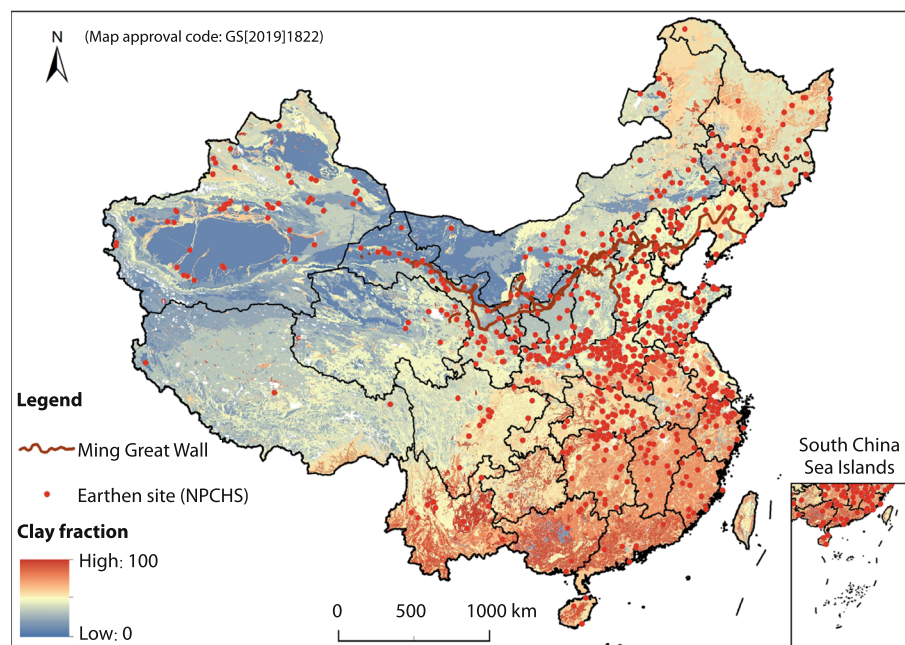 N
(Map approval code: GS[2019]1822)
Legend
Ming Great Wall
Earthen site (NPCHS)
Clay fraction
High: 100
Low: 0
0 500 1000 km
South China
Sea Islands